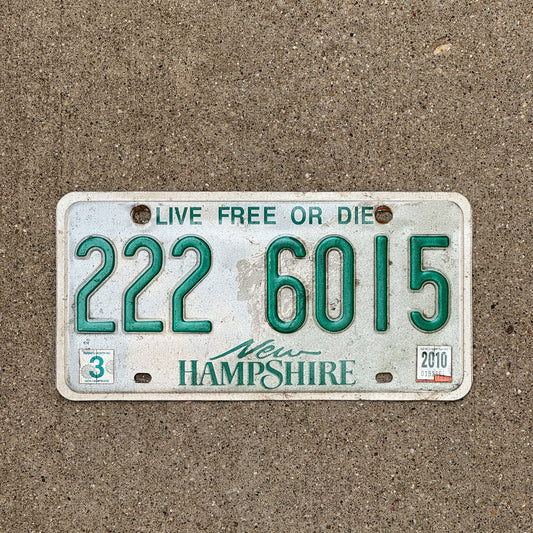 LIVE FREE OR DIE
222 6015
3
2010
New
HAMPSHIRE